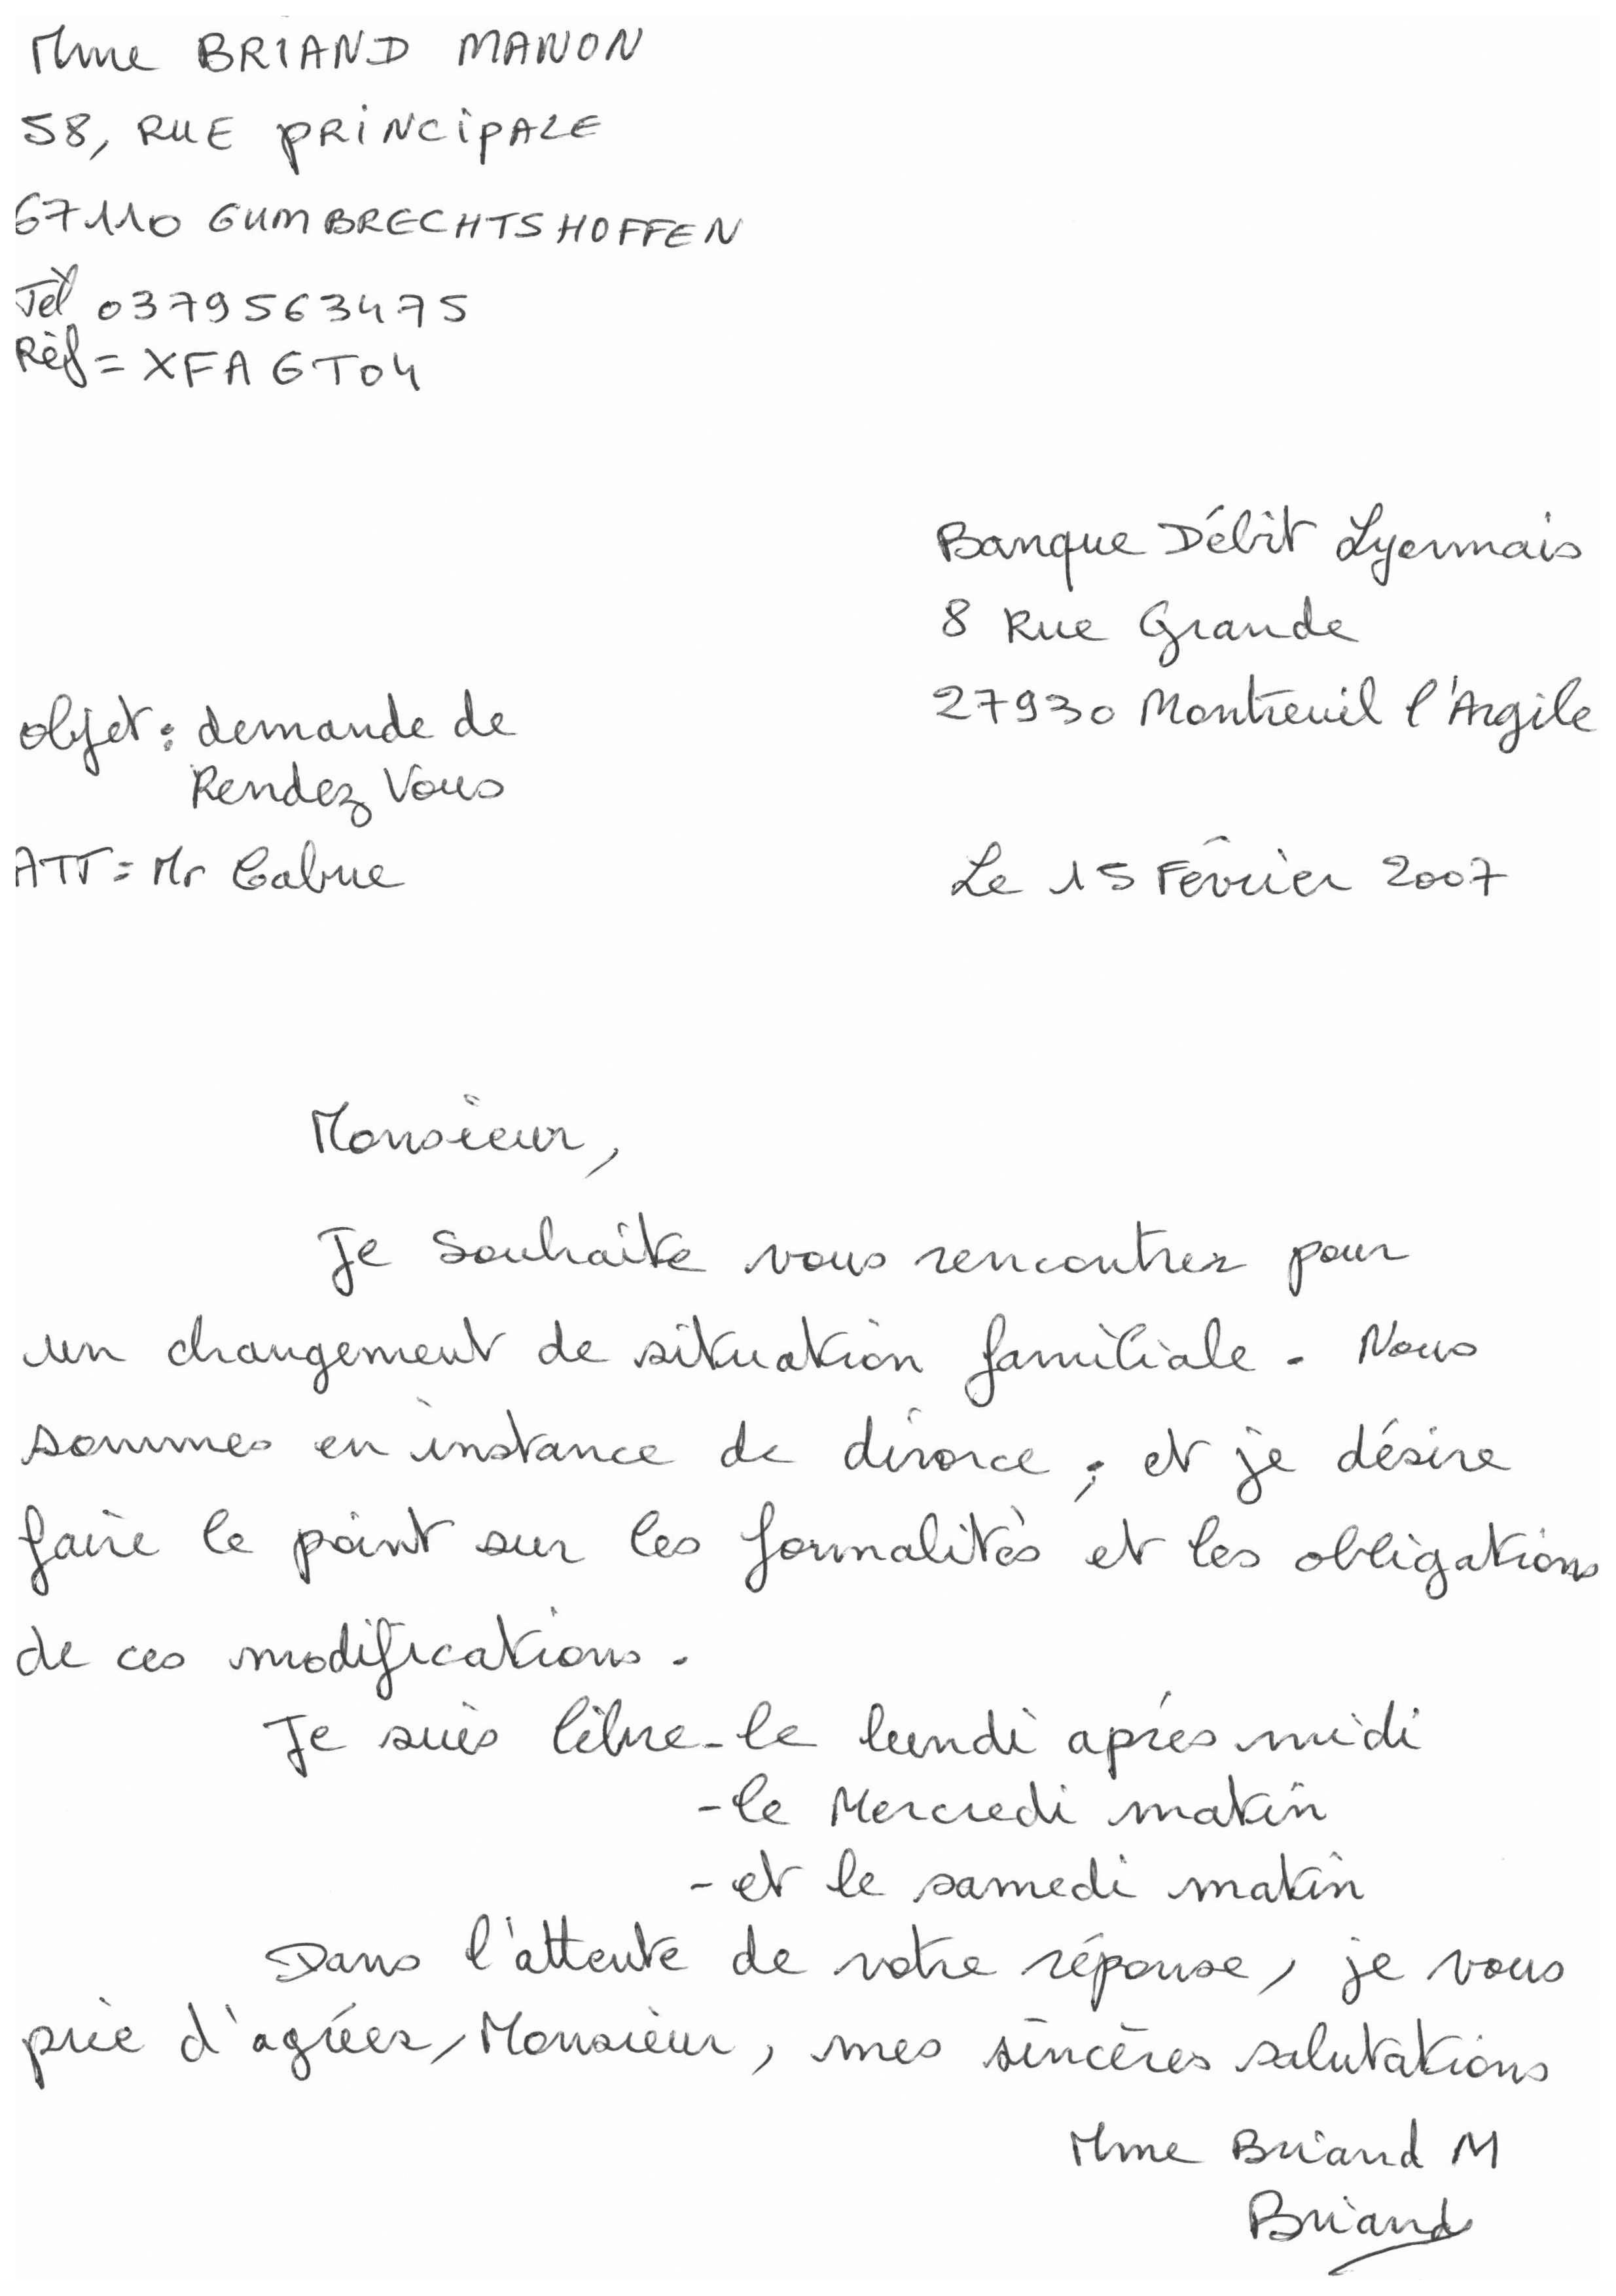 Mme BRIAND MANON
58, RUE PRINCIPALE
67110 GUMBRECHTSHOFFEN
Tél 0379563475
Réf = XFAGT04
Banque Débit Lyonnais
8 Rue Grande
27930 Montreuil l'Argile
objet : demande de
Rendez Vous
ATT = Mr Cabue
Le 15 Février 2007
Monsieur,
Je souhaite vous rencontrer pour
un changement de situation familiale. Nous
sommes en instance de divorce ; et je désire
faire le point sur les formalités et les obligations
de ces modifications.
Je suis libre - le lundi après midi
- le Mercredi matin
- et le samedi matin
Dans l'attente de votre réponse, je vous
prie d'agréer, Monsieur, mes sincères salutations
Mme Briand M
Briand